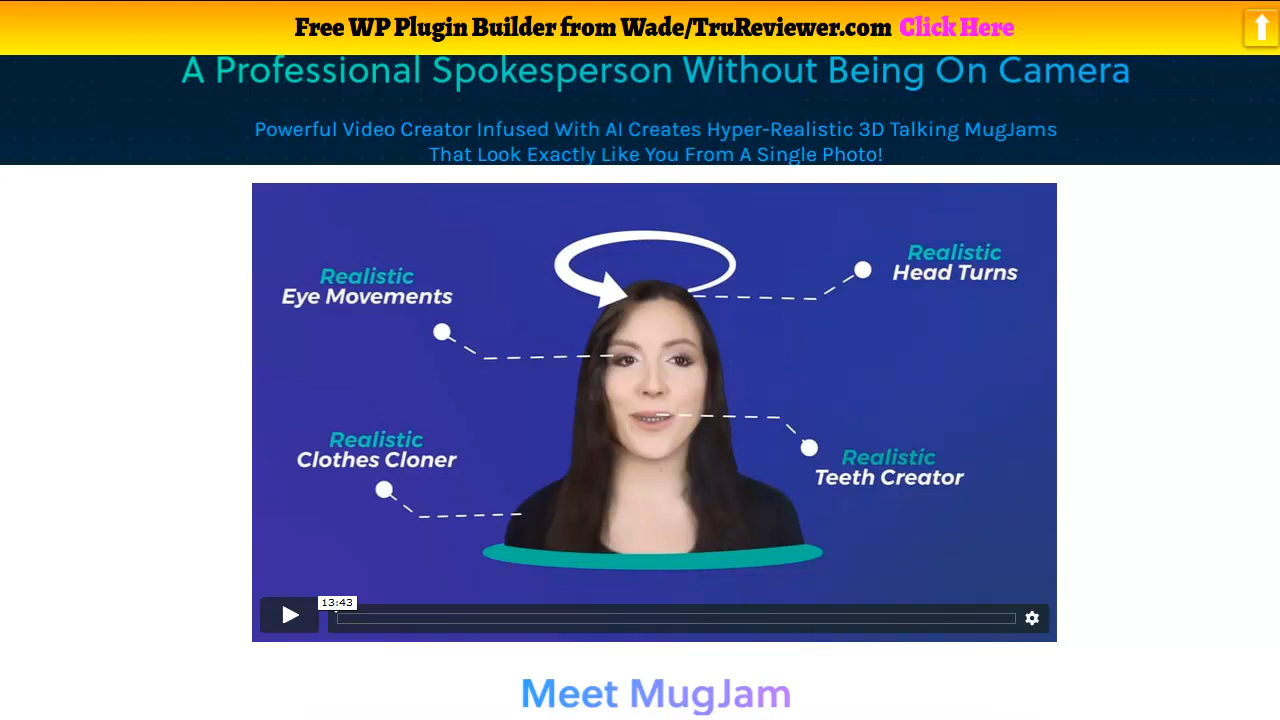 Free WP Plugin Builder from Wade/TruReviewer.com Click Here
A Professional Spokesperson Without Being On Camera
Powerful Video Creator Infused With AI Creates Hyper-Realistic 3D Talking MugJams
That Look Exactly Like You From A Single Photo!
Realistic
Head Turns
Realistic
Eye Movements
Realistic
Clothes Cloner
Realistic
Teeth Creator
13:43
Meet MugJam